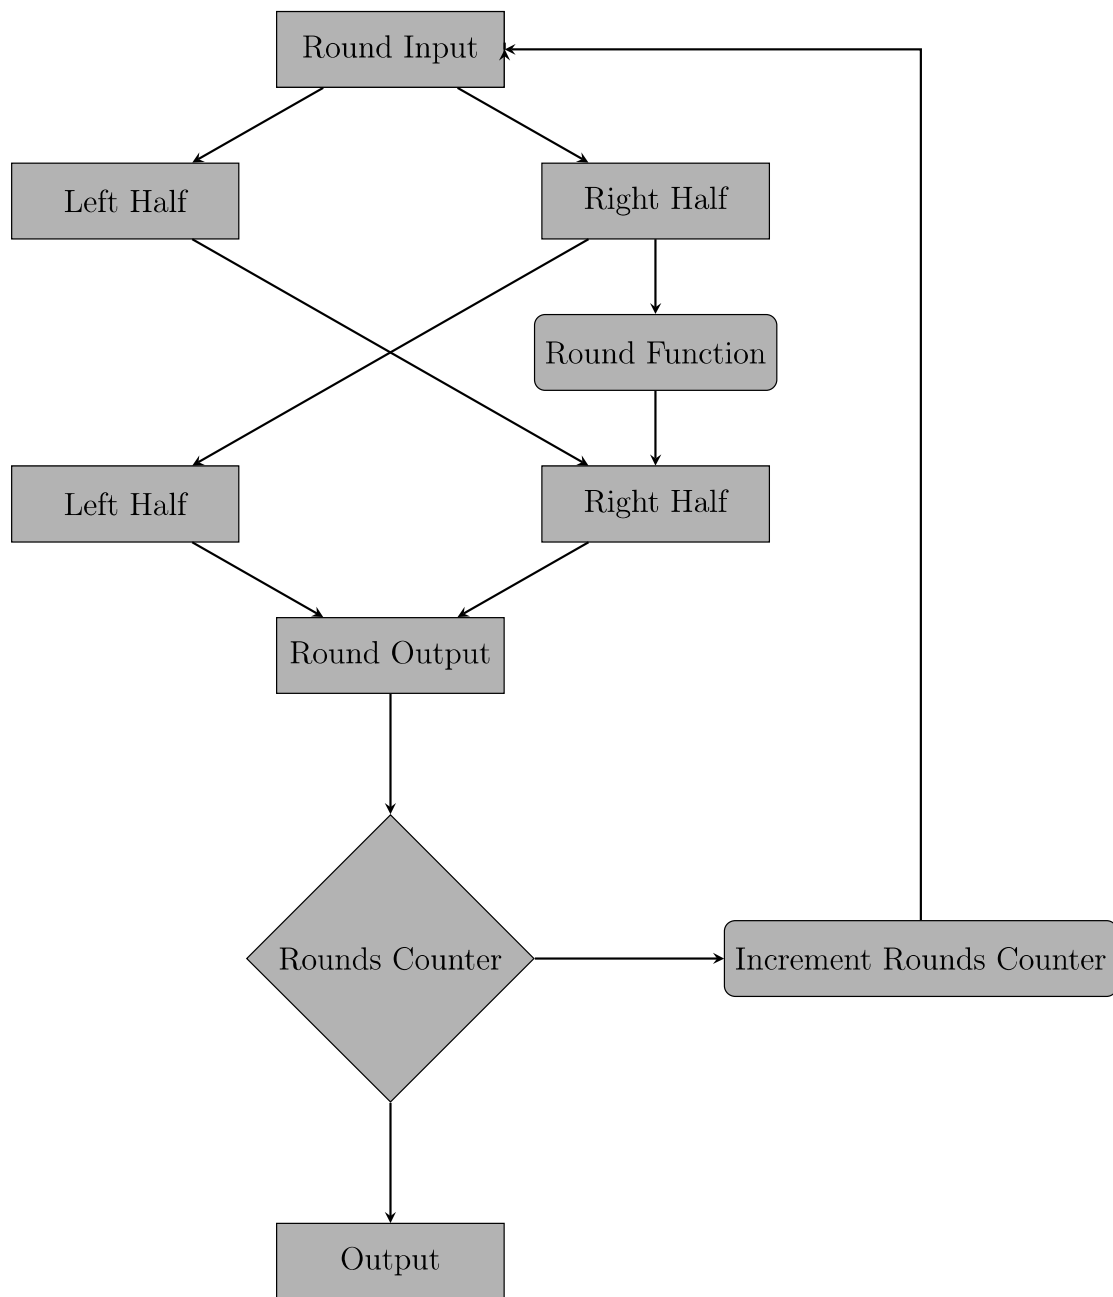 Round Input
Left Half
Right Half
Round Function
Left Half
Right Half
Round Output
Rounds Counter
Increment Rounds Counter
Output